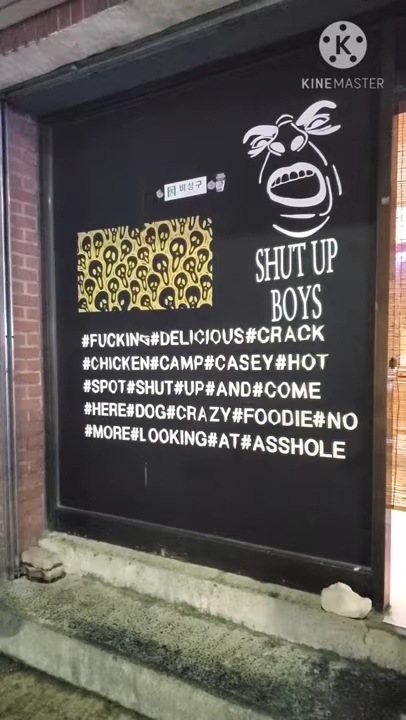 KINEMASTER
비상구
SHUT UP
BOYS
#FUCKING#DELICIOUS#CRACK
#CHICKEN#CAMP#CASEY#HOT
#SPOT#SHUT#UP#AND#COME
#HERE#DOG#CRAZY#FOODIE#NO
#MORE#LOOKING#AT#ASSHOLE